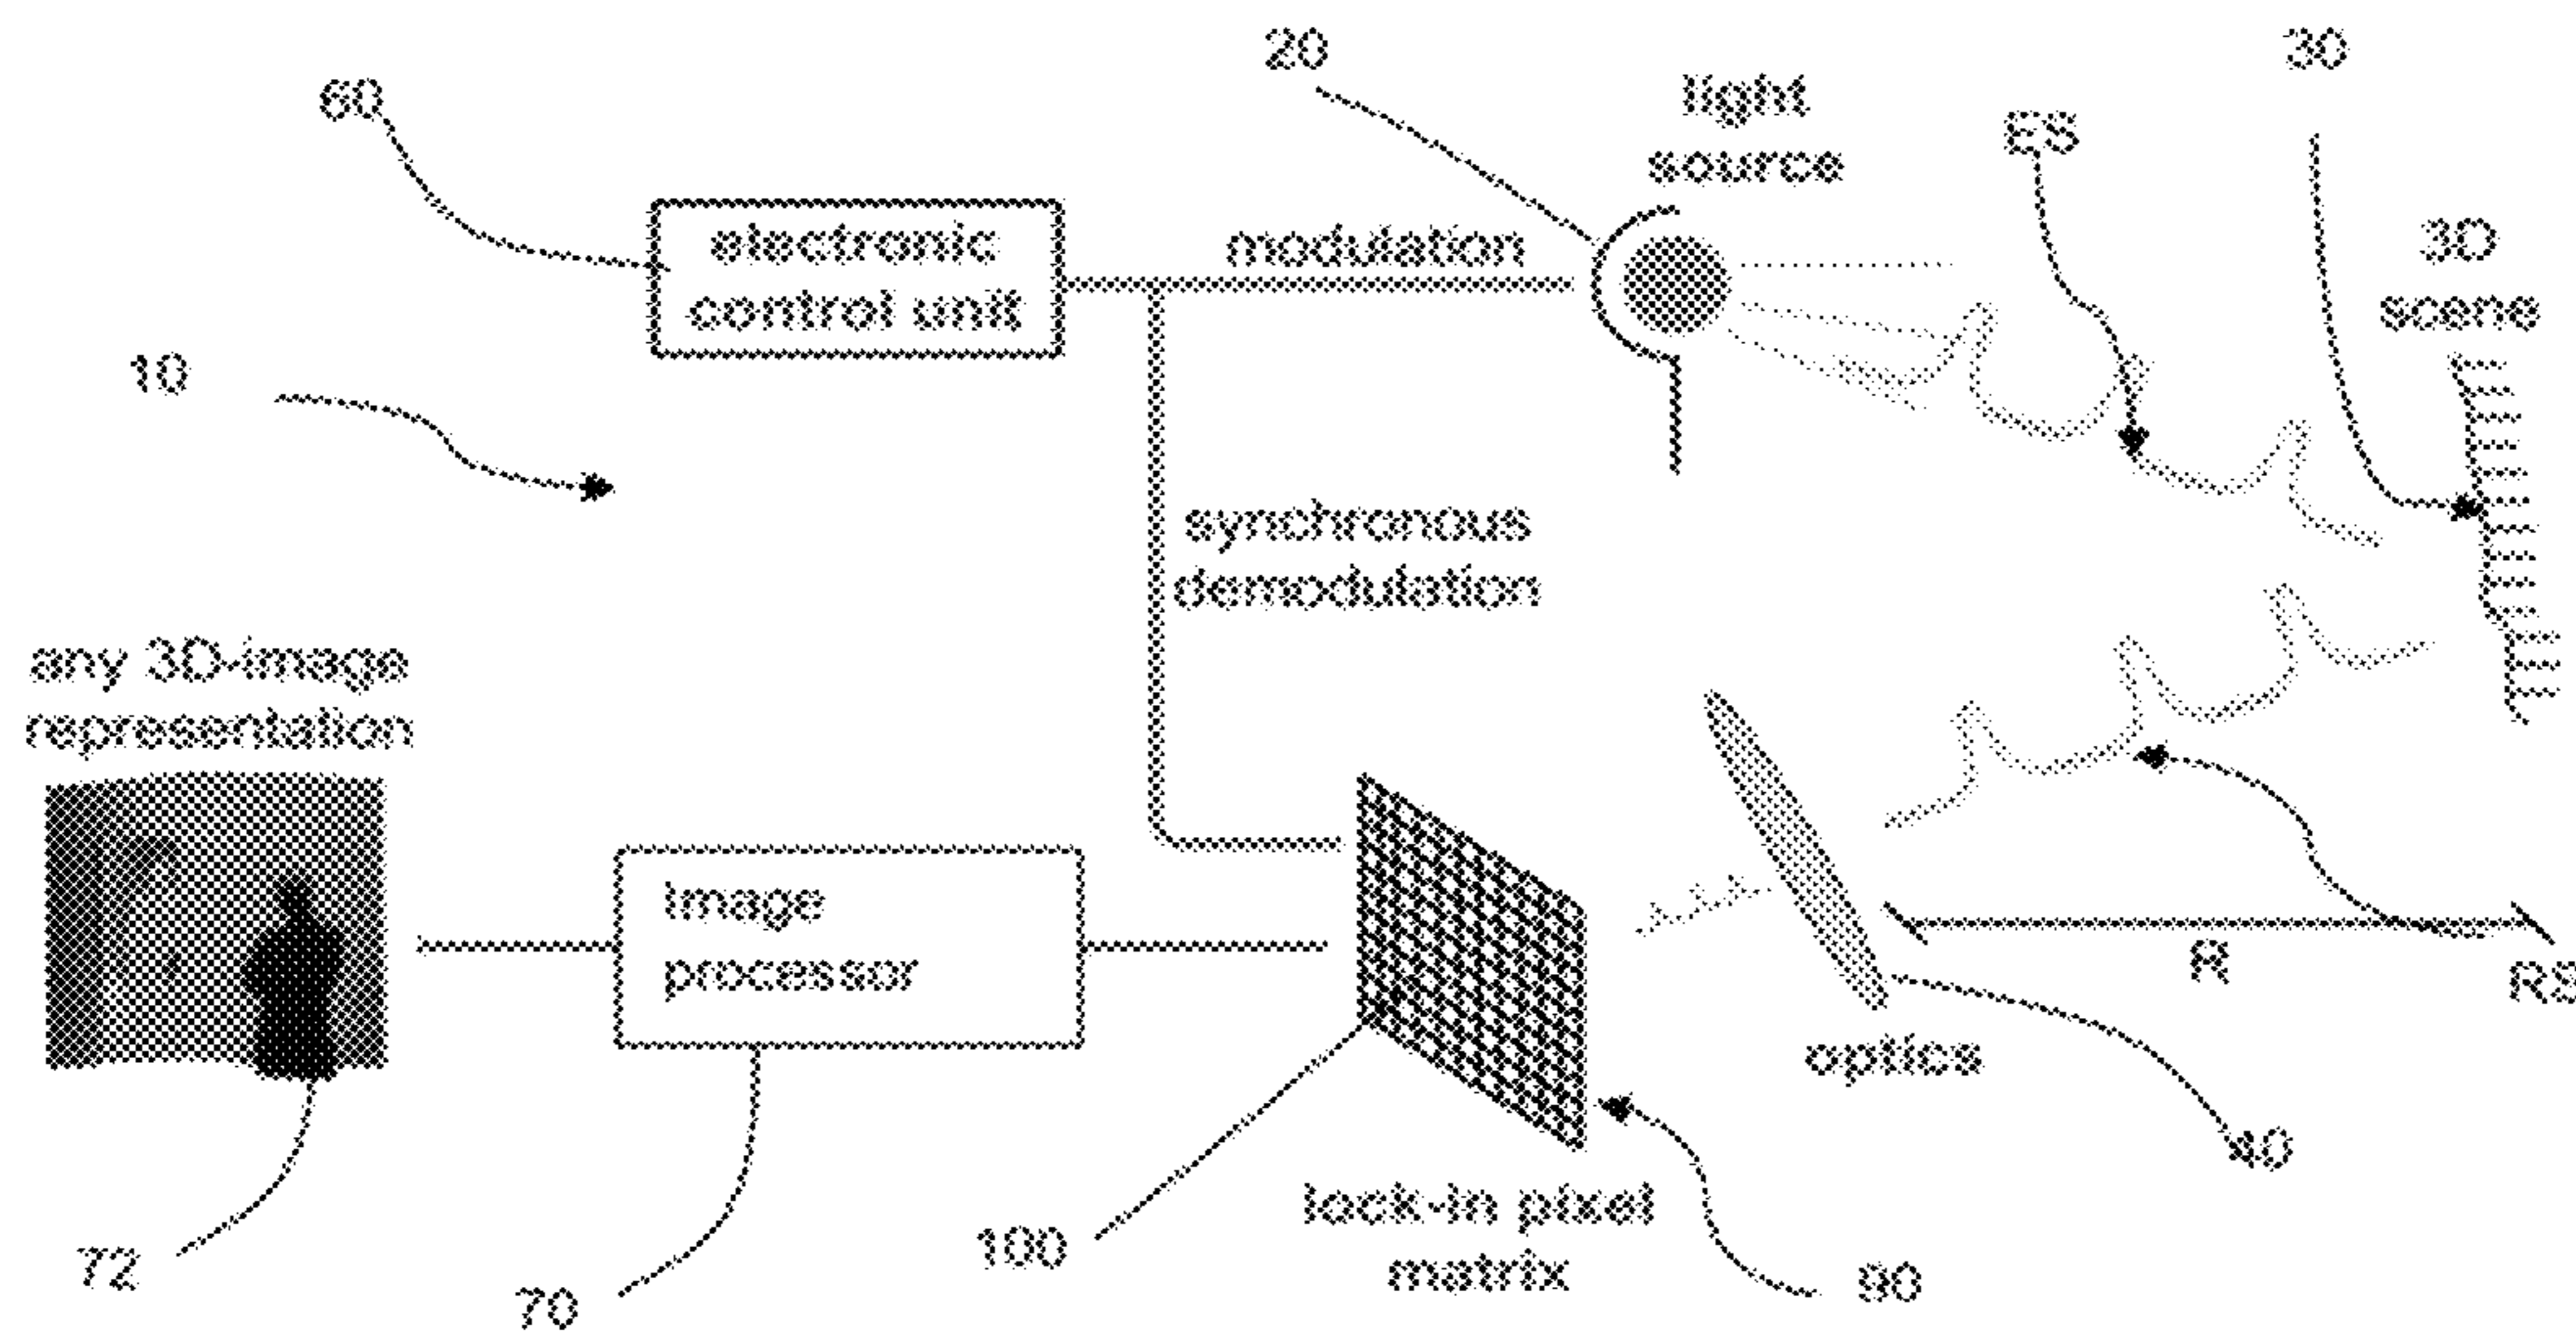 20
30
60
light
source
ES
electronic
control unit
modulation
3D
scene
10
synchronous
demodulation
any 3D-image
representation
image
processor
R
RS
optics
40
lock-in pixel
matrix
100
72
70
90